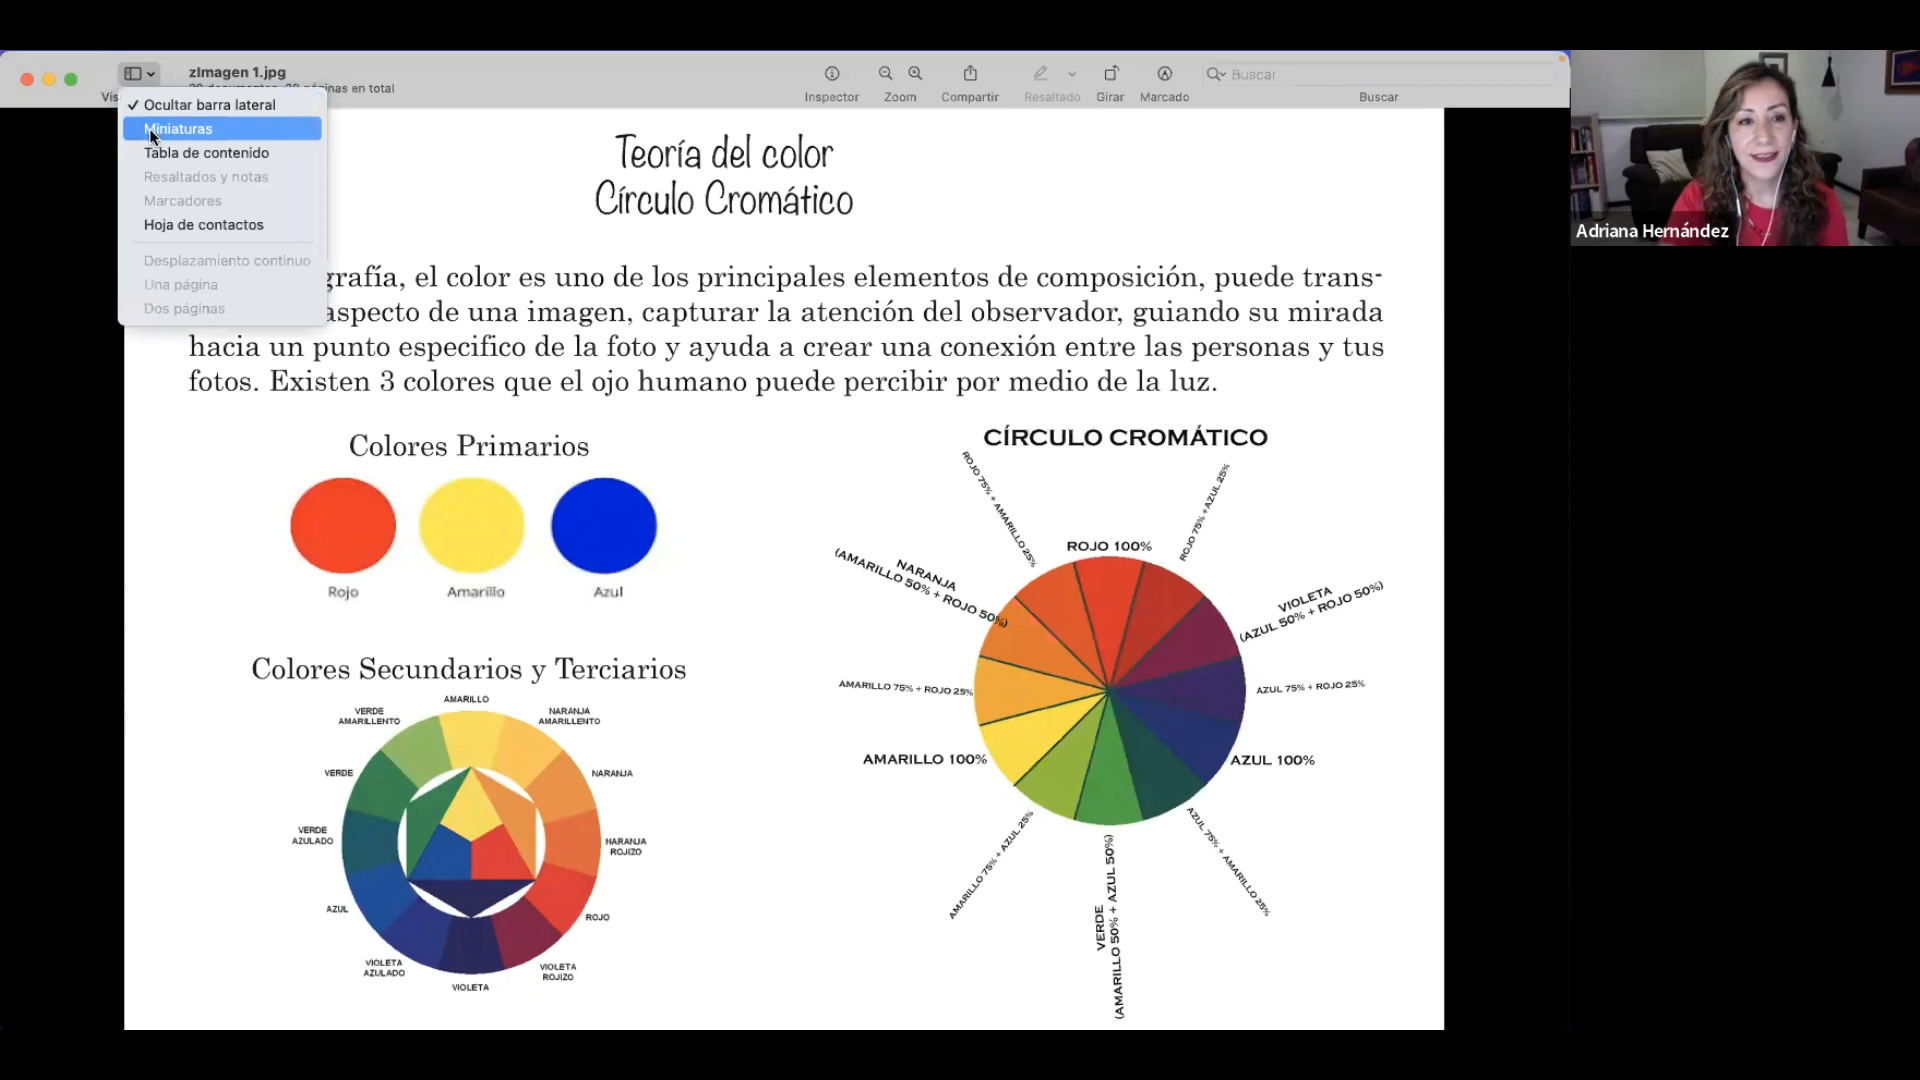 zImagen 1.jpg
páginas en total
Inspector
Zoom
Compartir
Resaltado
Girar
Marcado
Buscar
Buscar
Ocultar barra lateral
Miniaturas
Tabla de contenido
Resaltados y notas
Marcadores
Hoja de contactos
Desplazamiento continuo
Una página
Dos páginas
Adriana Hernández
Teoría del color
Círculo Cromático
grafía, el color es uno de los principales elementos de composición, puede trans-
aspecto de una imagen, capturar la atención del observador, guiando su mirada
hacia un punto especifico de la foto y ayuda a crear una conexión entre las personas y tus
fotos. Existen 3 colores que el ojo humano puede percibir por medio de la luz.
Colores Primarios
Rojo
Amarillo
Azul
Colores Secundarios y Terciarios
AMARILLO
VERDE
AMARILLENTO
NARANJA
AMARILLENTO
VERDE
NARANJA
VERDE
AZULADO
NARANJA
ROJIZO
AZUL
ROJO
VIOLETA
AZULADO
VIOLETA
ROJIZO
VIOLETA
CÍRCULO CROMÁTICO
ROJO 75% + AMARILLO 25%
ROJO 75% + AZUL 25%
ROJO 100%
NARANJA
(AMARILLO 50% + ROJO 50%)
VIOLETA
(AZUL 50% + ROJO 50%)
AMARILLO 75% + ROJO 25%
AZUL 75% + ROJO 25%
AMARILLO 100%
AZUL 100%
AMARILLO 75% + AZUL 25%
AZUL 75% + AMARILLO 25%
VERDE
(AMARILLO 50% + AZUL 50%)